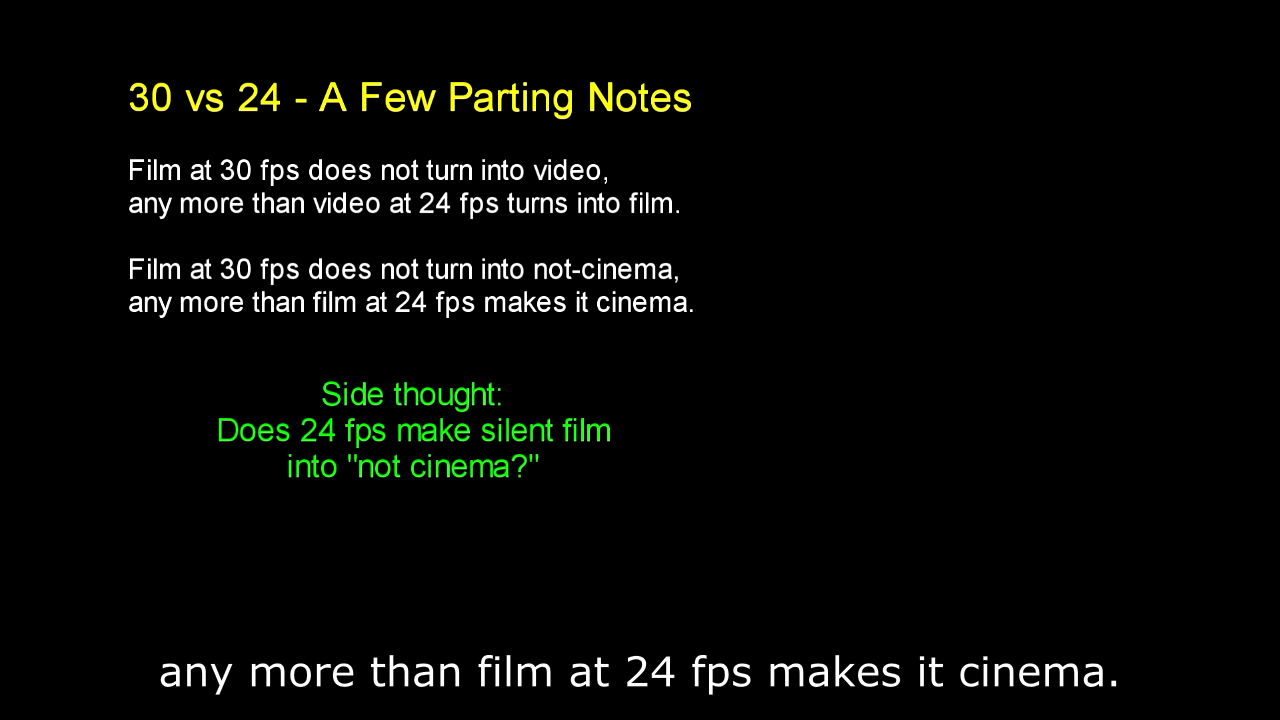 30 vs 24 - A Few Parting Notes
Film at 30 fps does not turn into video,
any more than video at 24 fps turns into film.
Film at 30 fps does not turn into not-cinema,
any more than film at 24 fps makes it cinema.
Side thought:
Does 24 fps make silent film
into "not cinema?"
any more than film at 24 fps makes it cinema.